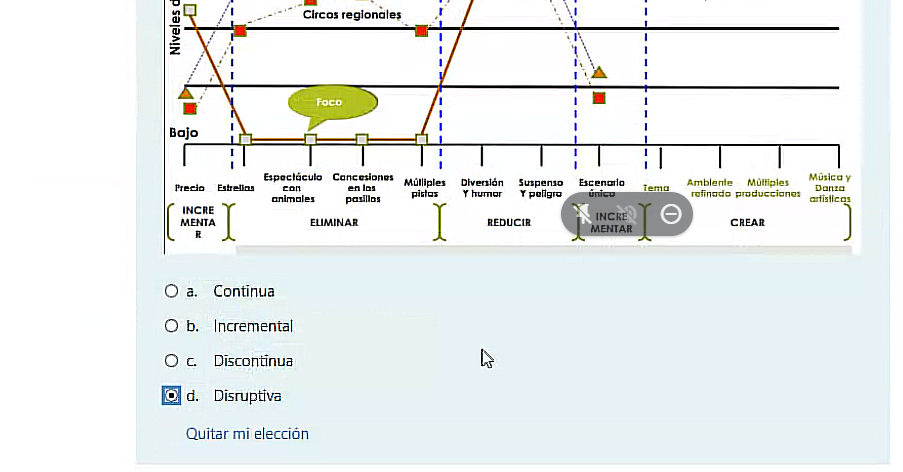 Niveles d
Circos regionales
Foco
Bajo
Precio
Estrellas
Espectáculo
con
animales
Concesiones
en los
pasillos
Múltiples
pistas
Diversión
Y humor
Suspenso
Y peligro
Escenario
único
Tema
Ambiente
refinado
Múltiples
producciones
Música y
Danza
artísticas
INCRE
MENTA
R
ELIMINAR
REDUCIR
INCRE
MENTAR
CREAR
a. Continua
b. Incremental
c. Discontinua
d. Disruptiva
Quitar mi elección